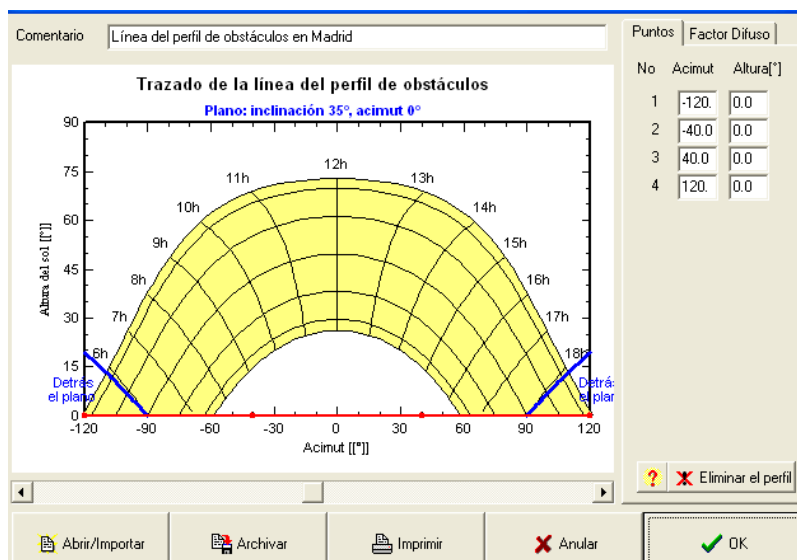 Comentario Línea del perfil de obstáculos en Madrid
Puntos Factor Difuso
No Acimut Altura[°]
1 -120. 0.0
2 -40.0 0.0
3 40.0 0.0
4 120. 0.0
Trazado de la línea del perfil de obstáculos
Plano: inclinación 35°, acimut 0°
90
75
60
45
30
15
0
Altura del sol [[°]]
12h
11h 13h
10h 14h
9h 15h
8h 16h
7h 17h
6h 18h
Detrás
el plano
Detrá
el plar
-120 -90 -60 -30 0 30 60 90 120
Acimut [[°]]
? Eliminar el perfil
Abrir/Importar Archivar Imprimir Anular OK